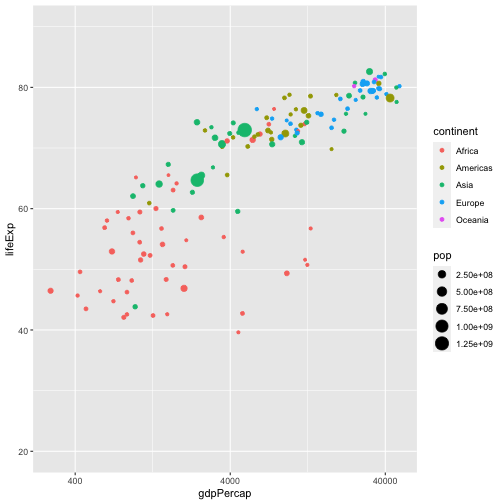 80
60
40
20
400
4000
40000
gdpPercap
lifeExp
continent
Africa
Americas
Asia
Europe
Oceania
pop
2.50e+08
5.00e+08
7.50e+08
1.00e+09
1.25e+09